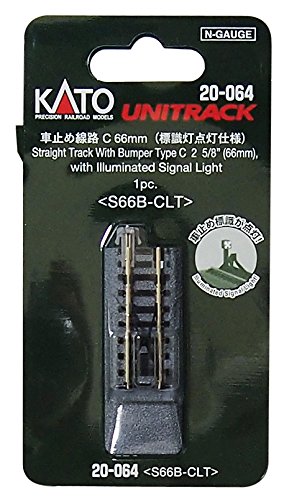 N-GAUGE
KATO
PRECISION RAILROAD MODELS
20-064
UNITRACK
車止め線路 C 66mm（標識灯点灯仕様）
Straight Track With Bumper Type C 2 5/8" (66mm),
with Illuminated Signal Light
1pc.
<S66B-CLT>
車止め標識が点灯!
Illuminated Signal Light
20-064 <S66B-CLT>